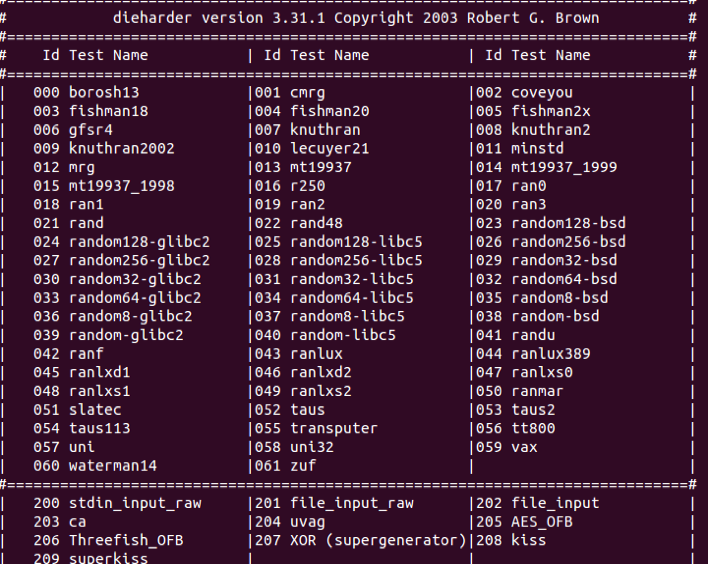 #=============================================================================#
#            dieharder version 3.31.1 Copyright 2003 Robert G. Brown          #
#=============================================================================#
#    Id Test Name           | Id Test Name           | Id Test Name           #
#=============================================================================#
|   000 borosh13            |001 cmrg                |002 coveyou             |
|   003 fishman18           |004 fishman20           |005 fishman2x           |
|   006 gfsr4               |007 knuthran            |008 knuthran2           |
|   009 knuthran2002        |010 lecuyer21           |011 minstd              |
|   012 mrg                 |013 mt19937             |014 mt19937_1999        |
|   015 mt19937_1998        |016 r250                |017 ran0                |
|   018 ran1                |019 ran2                |020 ran3                |
|   021 rand                |022 rand48              |023 random128-bsd       |
|   024 random128-glibc2    |025 random128-libc5     |026 random256-bsd       |
|   027 random256-glibc2    |028 random256-libc5     |029 random32-bsd        |
|   030 random32-glibc2     |031 random32-libc5      |032 random64-bsd        |
|   033 random64-glibc2     |034 random64-libc5      |035 random8-bsd         |
|   036 random8-glibc2      |037 random8-libc5       |038 random-bsd          |
|   039 random-glibc2       |040 random-libc5        |041 randu               |
|   042 ranf                |043 ranlux              |044 ranlux389           |
|   045 ranlxd1             |046 ranlxd2             |047 ranlxs0             |
|   048 ranlxs1             |049 ranlxs2             |050 ranmar              |
|   051 slatec              |052 taus                |053 taus2               |
|   054 taus113             |055 transputer          |056 tt800               |
|   057 uni                 |058 uni32               |059 vax                 |
|   060 waterman14          |061 zuf                 |                        |
#=============================================================================#
|   200 stdin_input_raw     |201 file_input_raw      |202 file_input          |
|   203 ca                  |204 uvag                |205 AES_OFB             |
|   206 Threefish_OFB       |207 XOR (supergenerator)|208 kiss                |
|   209 superkiss           |                        |                        |